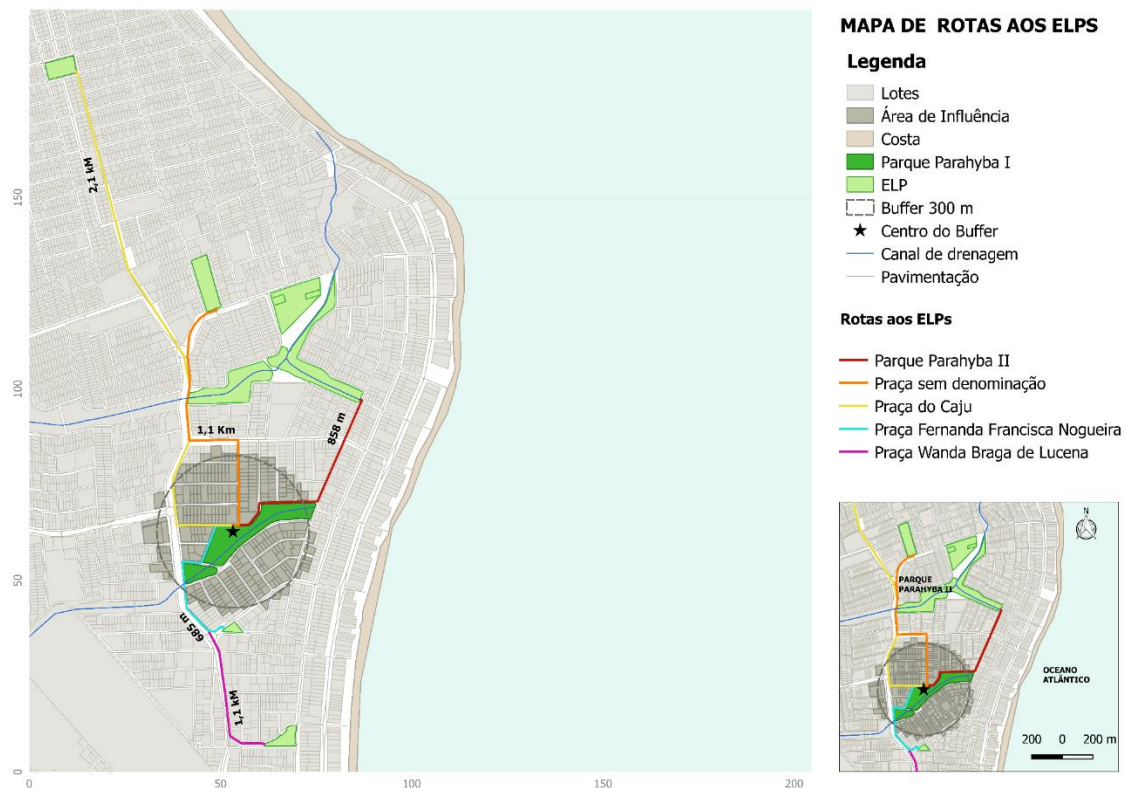 MAPA DE ROTAS AOS ELPS
Legenda
Lotes
Área de Influência
Costa
Parque Parahyba I
ELP
Buffer 300 m
Centro do Buffer
Canal de drenagem
Pavimentação
Rotas aos ELPs
Parque Parahyba II
Praça sem denominação
Praça do Caju
Praça Fernanda Francisca Nogueira
Praça Wanda Braga de Lucena
2,1 kM
1,1 Km
858 m
685 m
1,1 kM
150
100
50
0
0
50
100
150
200
N
PARQUE
PARAHYBA II
OCEANO
ATLÂNTICO
200 0 200 m